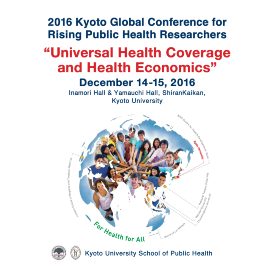 2016 Kyoto Global Conference for
Rising Public Health Researchers
“Universal Health Coverage
and Health Economics”
December 14-15, 2016
Inamori Hall & Yamauchi Hall, ShiranKaikan,
Kyoto University
For Health for All
Kyoto University School of Public Health